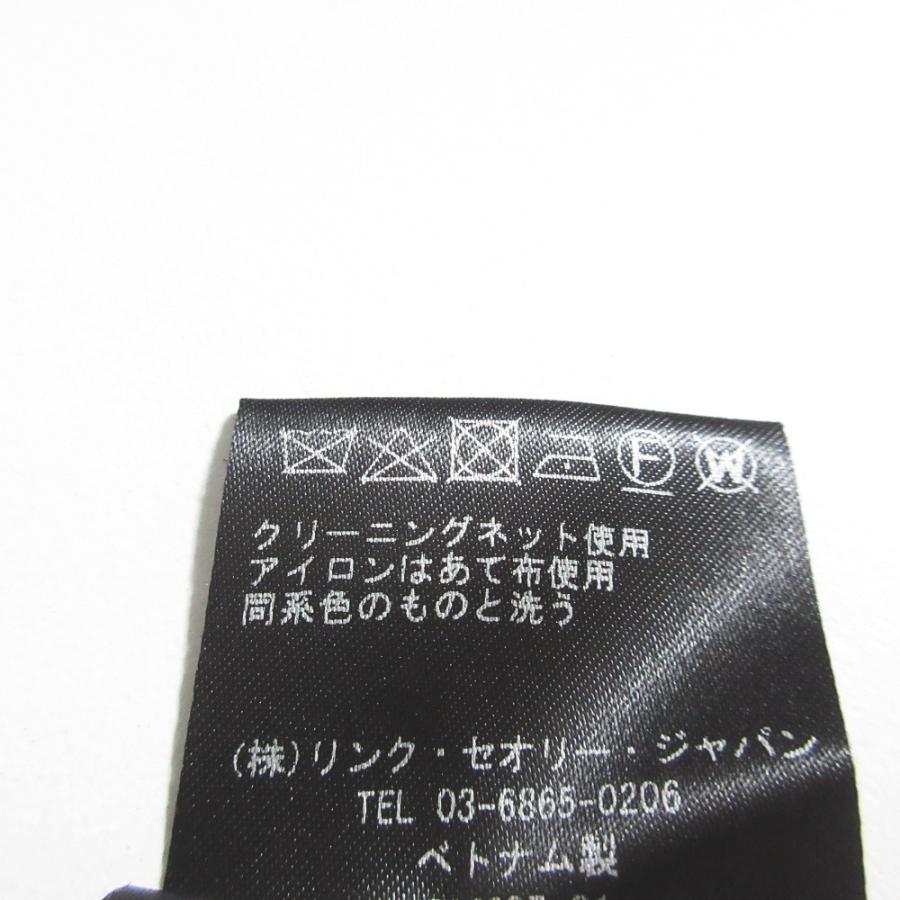 F W
クリーニングネット使用
アイロンはあて布使用
同系色のものと洗う
(株)リンク・セオリー・ジャパン
TEL 03-6865-0206
ベトナム製